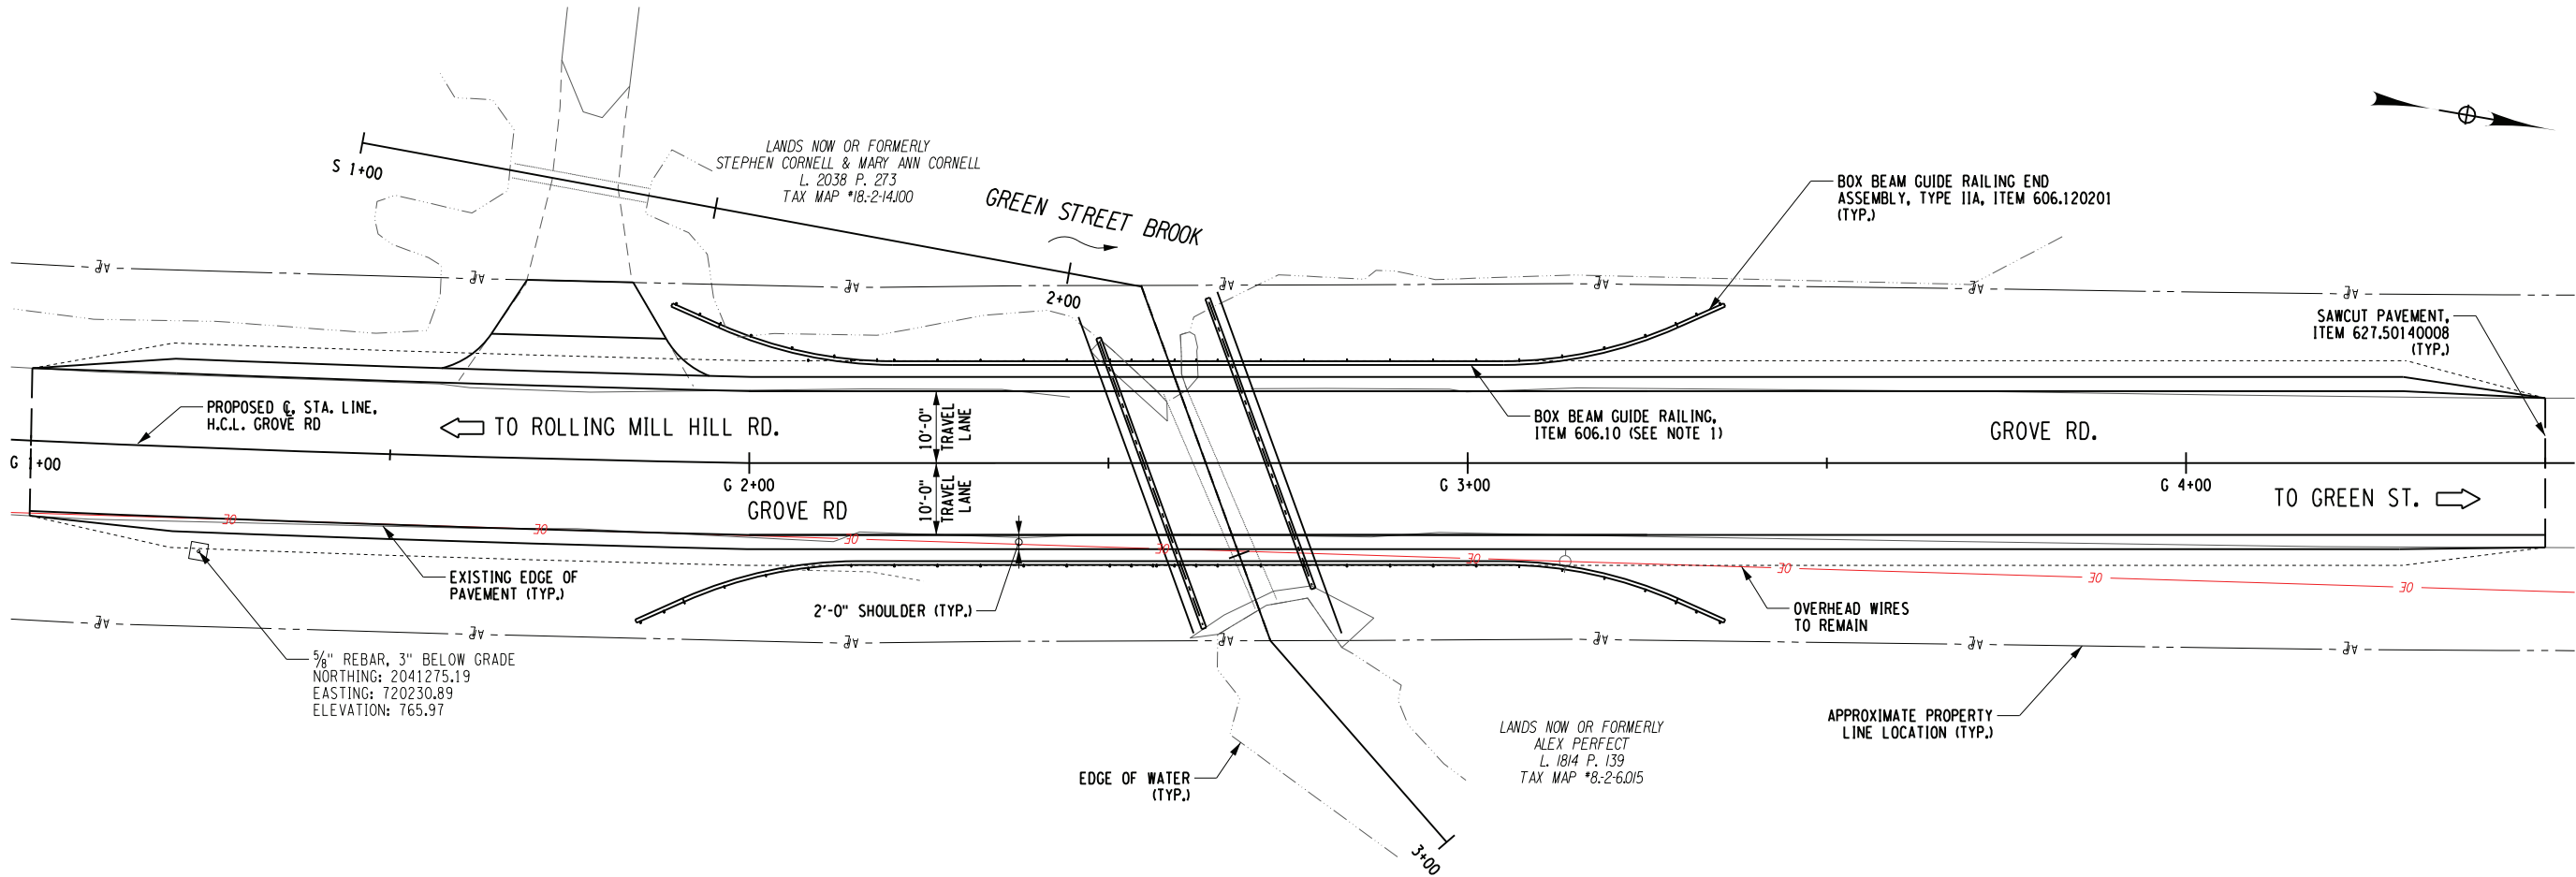 S 1+00
LANDS NOW OR FORMERLY
STEPHEN CORNELL & MARY ANN CORNELL
L. 2038 P. 273
TAX MAP #18.-2-14.100
GREEN STREET BROOK
2+00
BOX BEAM GUIDE RAILING END
ASSEMBLY, TYPE IIA, ITEM 606.120201
(TYP.)
SAWCUT PAVEMENT,
ITEM 627.50140008
(TYP.)
PROPOSED ℄, STA. LINE,
H.C.L. GROVE RD
TO ROLLING MILL HILL RD.
10'-0"
TRAVEL
LANE
BOX BEAM GUIDE RAILING,
ITEM 606.10 (SEE NOTE 1)
GROVE RD.
G 1+00
G 2+00
G 3+00
G 4+00
GROVE RD
10'-0"
TRAVEL
LANE
TO GREEN ST.
30
30
30
30
30
30
30
30
EXISTING EDGE OF
PAVEMENT (TYP.)
2'-0" SHOULDER (TYP.)
OVERHEAD WIRES
TO REMAIN
⅝" REBAR, 3" BELOW GRADE
NORTHING: 2041275.19
EASTING: 720230.89
ELEVATION: 765.97
EDGE OF WATER
(TYP.)
LANDS NOW OR FORMERLY
ALEX PERFECT
L. 1814 P. 139
TAX MAP #8.-2-6.015
APPROXIMATE PROPERTY
LINE LOCATION (TYP.)
3+00